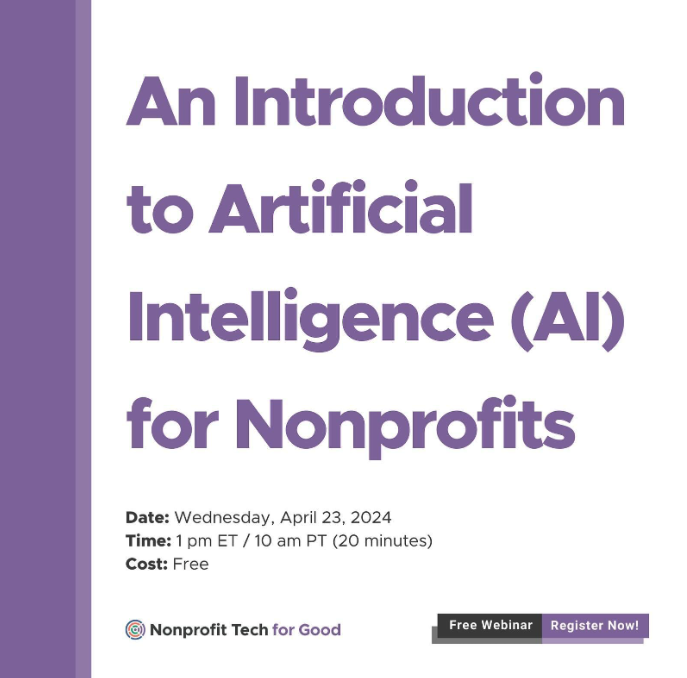 An Introduction
to Artificial
Intelligence (AI)
for Nonprofits
Date: Wednesday, April 23, 2024
Time: 1 pm ET / 10 am PT (20 minutes)
Cost: Free
Nonprofit Tech for Good
Free Webinar Register Now!